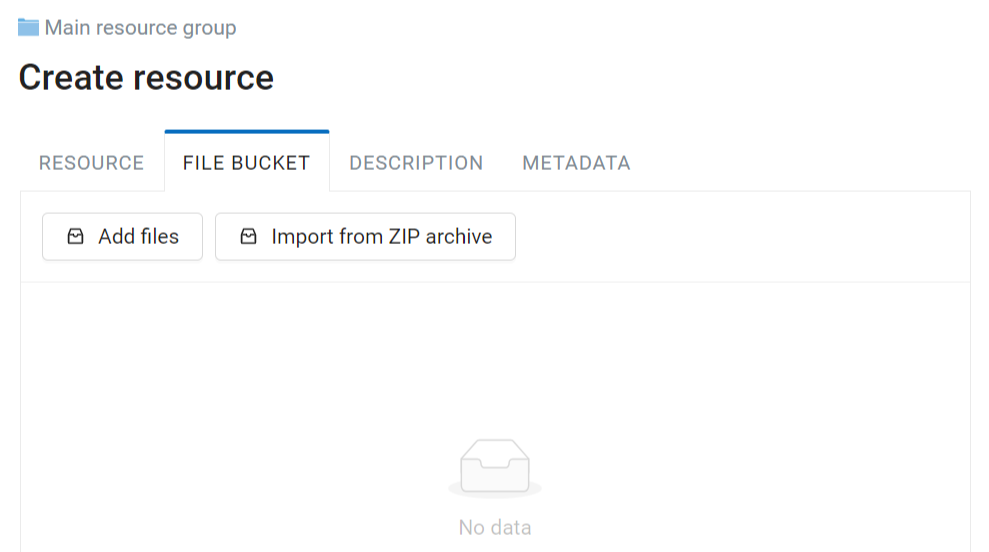 Main resource group
Create resource
RESOURCE FILE BUCKET DESCRIPTION METADATA
Add files Import from ZIP archive
No data